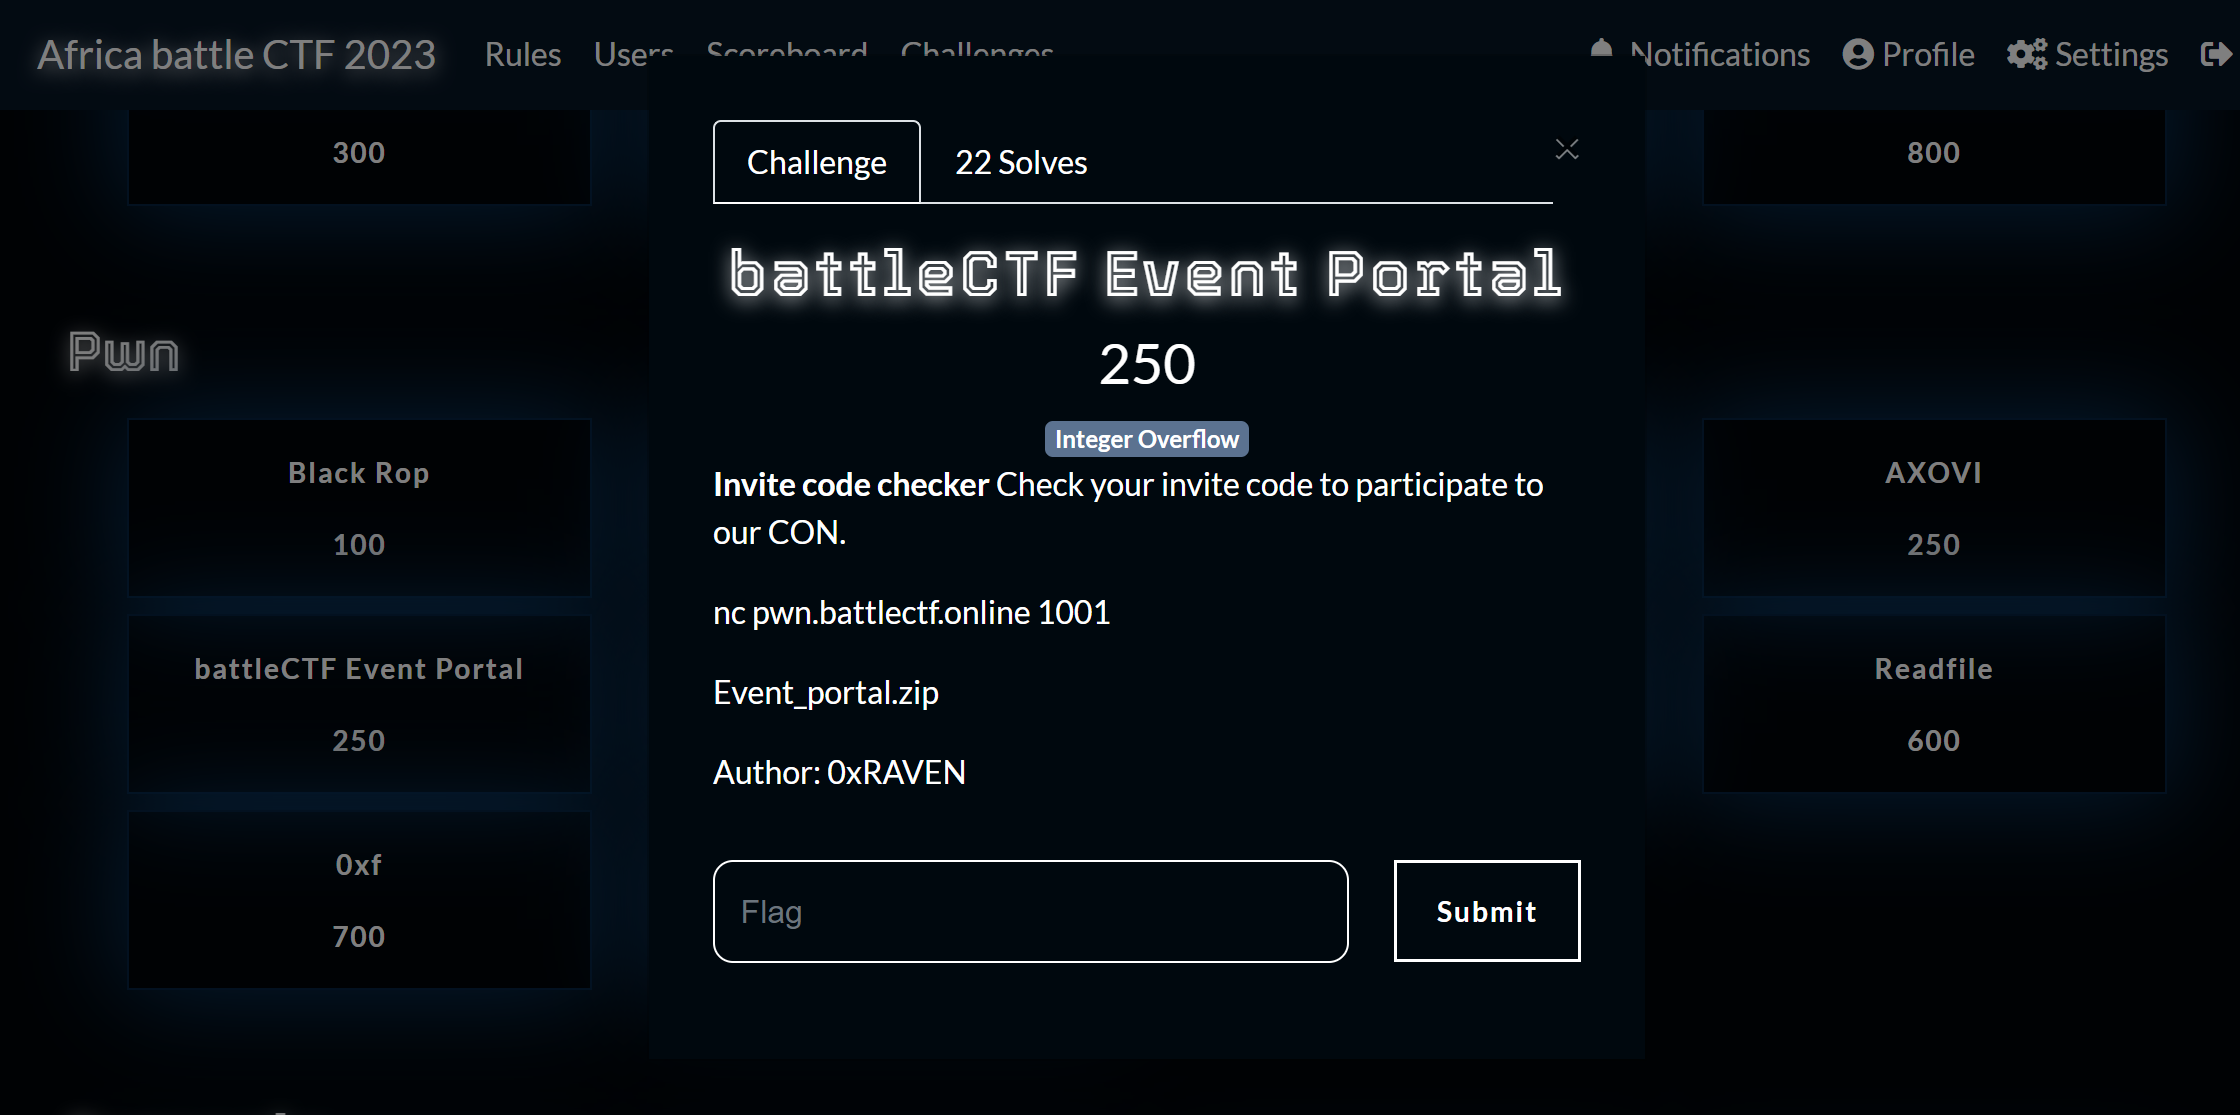 Africa battle CTF 2023 Rules Users Scoreboard Challenges Notifications Profile Settings
300
800
Challenge 22 Solves
battleCTF Event Portal
250
Integer Overflow
Invite code checker Check your invite code to participate to
our CON.
nc pwn.battlectf.online 1001
Event_portal.zip
Author: 0xRAVEN
Flag
Submit
Pwn
Black Rop
100
AXOVI
250
battleCTF Event Portal
250
Readfile
600
0xf
700